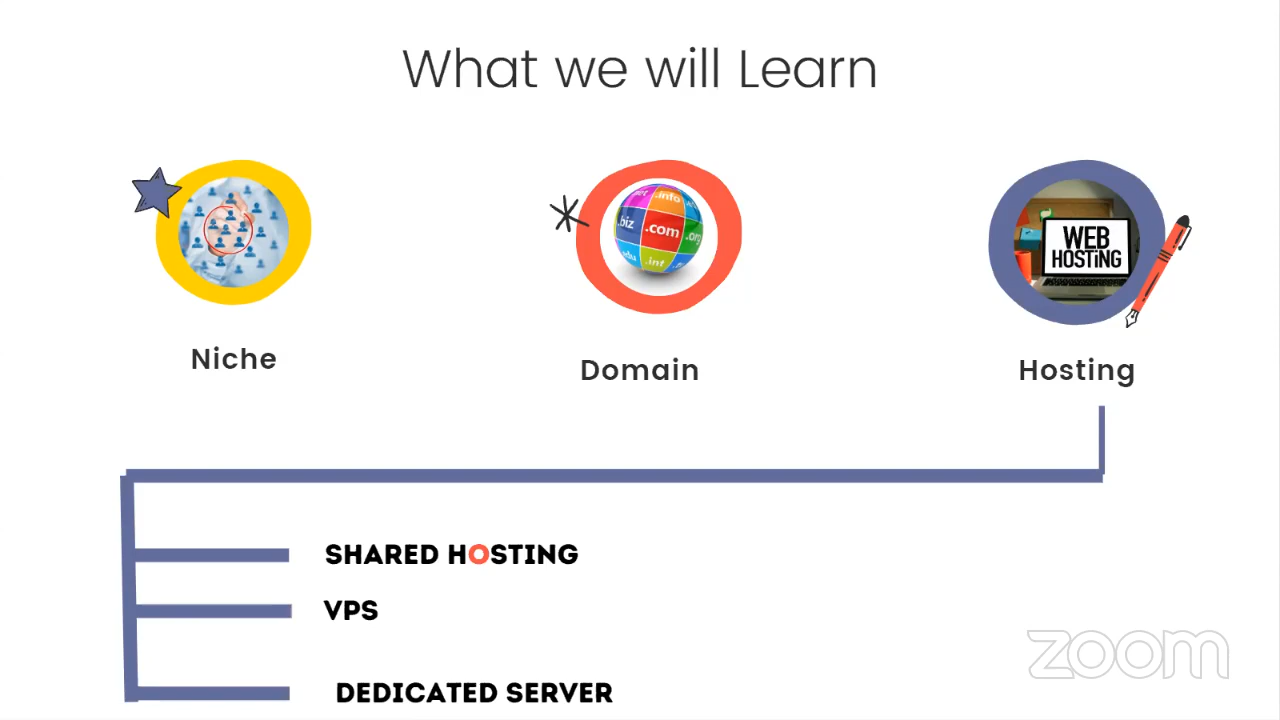 What we will Learn
.info
.biz
.com
.org
.int
WEB
HOSTiNG
Niche
Domain
Hosting
SHARED HOSTING
VPS
DEDICATED SERVER
zoom